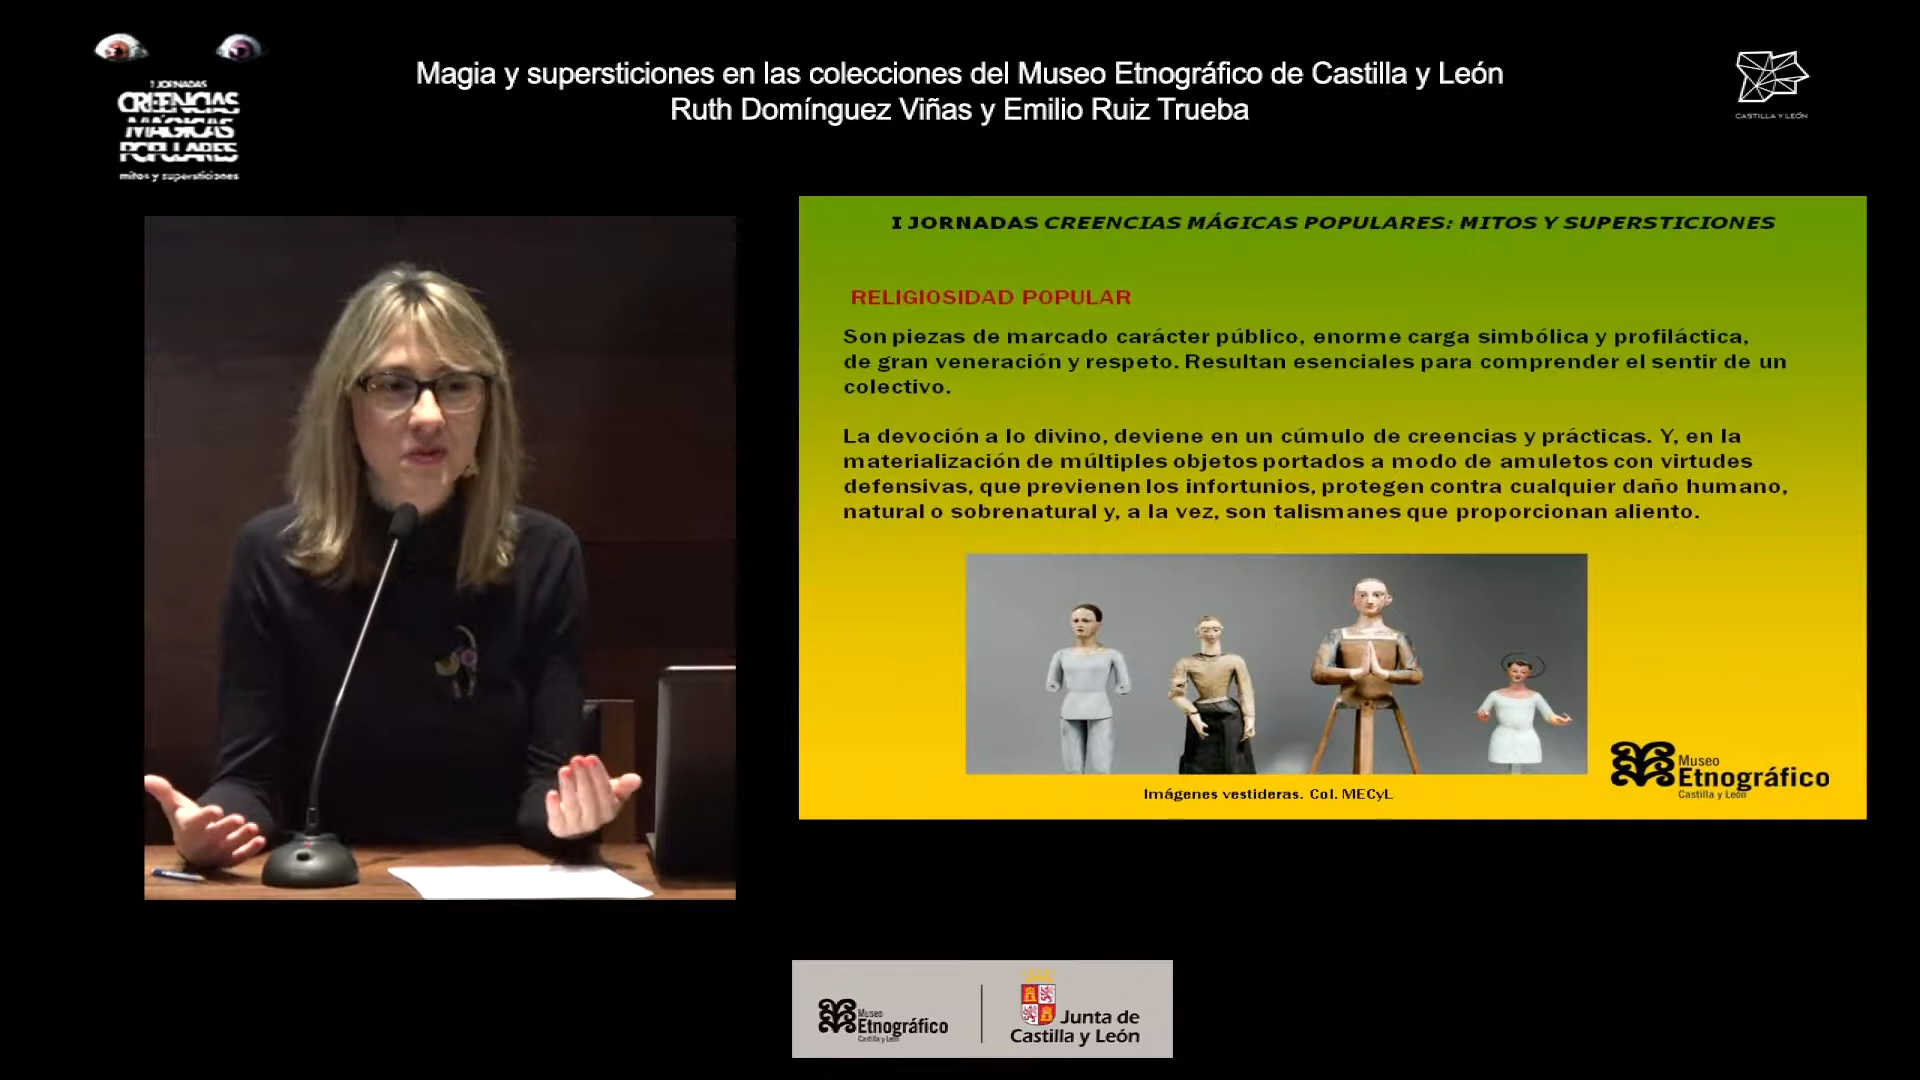 I JORNADAS
CREENCIAS
MÁGICAS
POPULARES
mitos y supersticiones
Magia y supersticiones en las colecciones del Museo Etnográfico de Castilla y León
Ruth Domínguez Viñas y Emilio Ruiz Trueba
CASTILLA Y LEÓN
I JORNADAS CREENCIAS MÁGICAS POPULARES: MITOS Y SUPERSTICIONES
RELIGIOSIDAD POPULAR
Son piezas de marcado carácter público, enorme carga simbólica y profiláctica,
de gran veneración y respeto. Resultan esenciales para comprender el sentir de un
colectivo.
La devoción a lo divino, deviene en un cúmulo de creencias y prácticas. Y, en la
materialización de múltiples objetos portados a modo de amuletos con virtudes
defensivas, que previenen los infortunios, protegen contra cualquier daño humano,
natural o sobrenatural y, a la vez, son talismanes que proporcionan aliento.
Imágenes vestideras. Col. MECyL
Museo
Etnográfico
Castilla y León
Museo
Etnográfico
Castilla y León
Junta de
Castilla y León